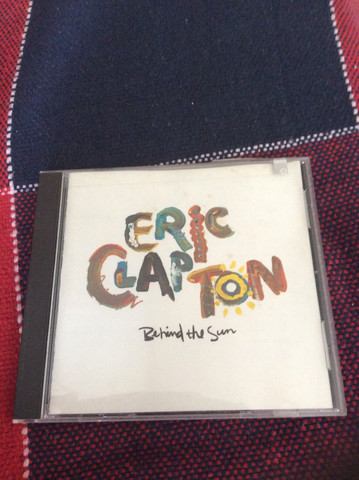 ERiC
CLAPTON
Behind the Sun